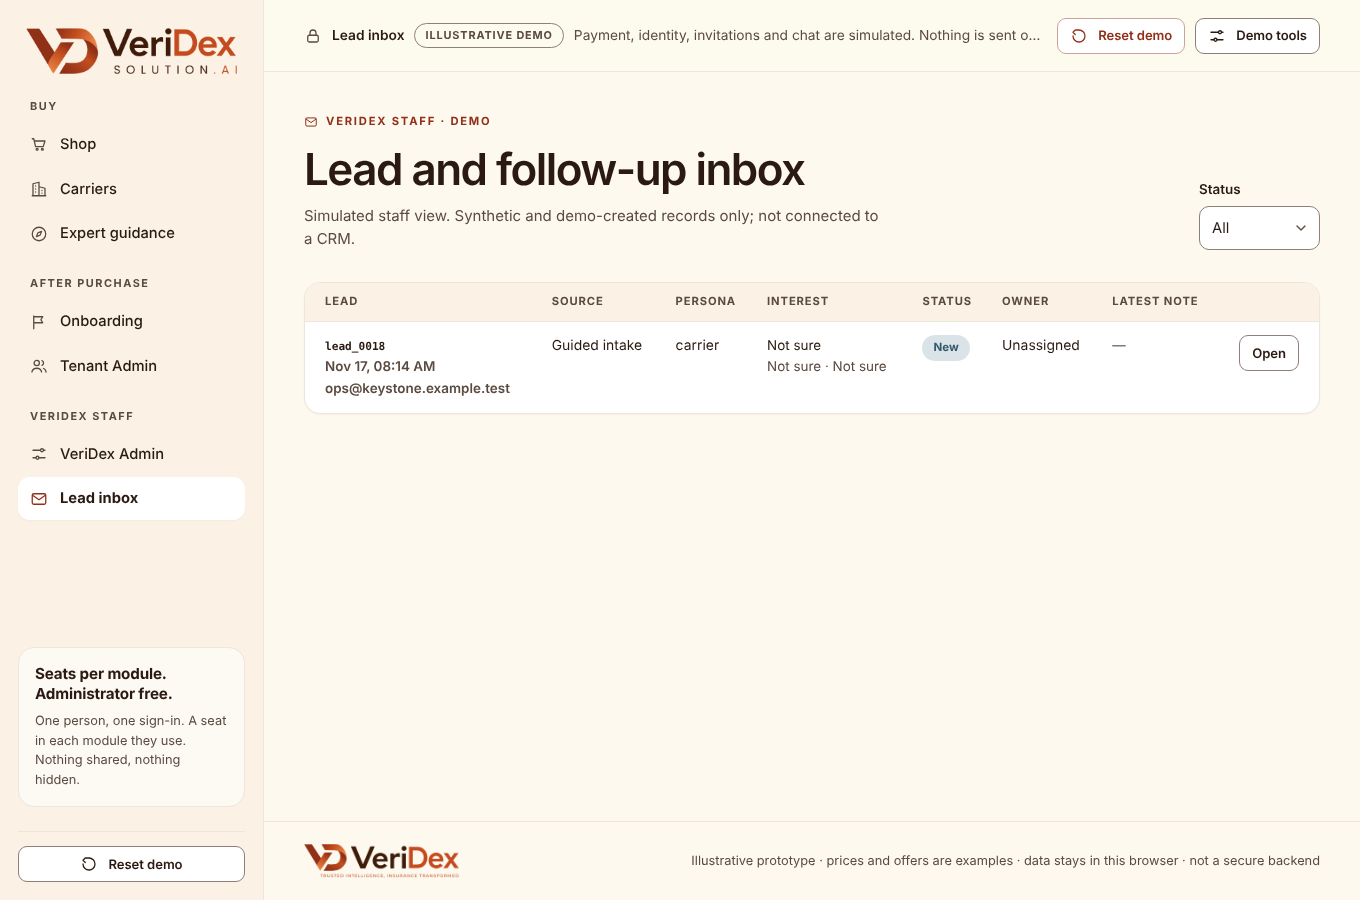 VeriDex
SOLUTION.AI
BUY
Shop
Carriers
Expert guidance
AFTER PURCHASE
Onboarding
Tenant Admin
VERIDEX STAFF
VeriDex Admin
Lead inbox
Seats per module.
Administrator free.
One person, one sign-in. A seat
in each module they use.
Nothing shared, nothing
hidden.
Reset demo
Lead inbox ILLUSTRATIVE DEMO Payment, identity, invitations and chat are simulated. Nothing is sent o... Reset demo Demo tools
VERIDEX STAFF · DEMO
Lead and follow-up inbox
Simulated staff view. Synthetic and demo-created records only; not connected to
a CRM.
Status
All
LEAD SOURCE PERSONA INTEREST STATUS OWNER LATEST NOTE
lead_0018 Guided intake carrier Not sure New Unassigned — Open
Nov 17, 08:14 AM Not sure · Not sure
ops@keystone.example.test
VeriDex
TRUSTED INTELLIGENCE, INSURANCE TRANSFORMED
Illustrative prototype · prices and offers are examples · data stays in this browser · not a secure backend